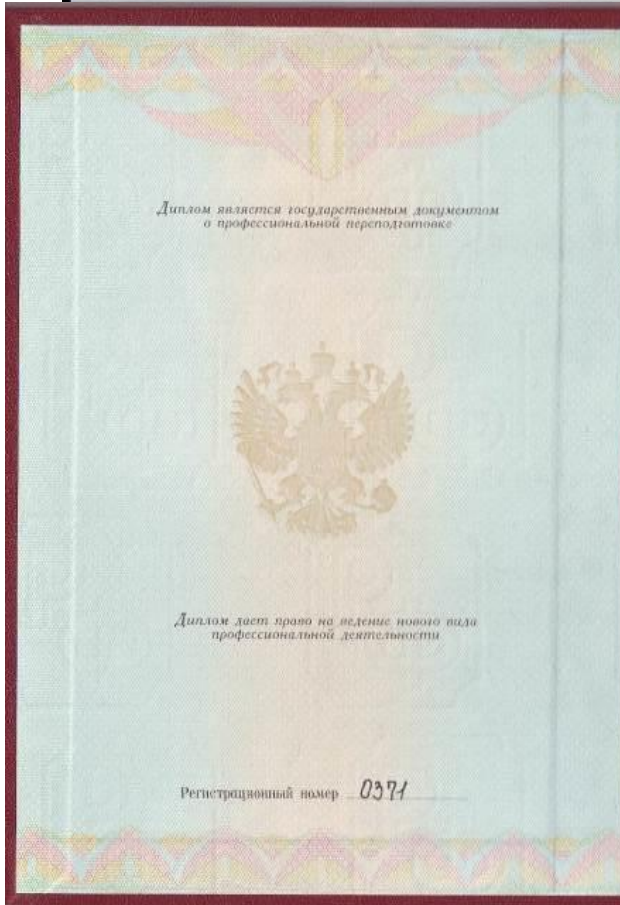 Диплом является государственным документом
о профессиональной переподготовке
Диплом дает право на ведение нового вида
профессиональной деятельности
Регистрационный номер 0371